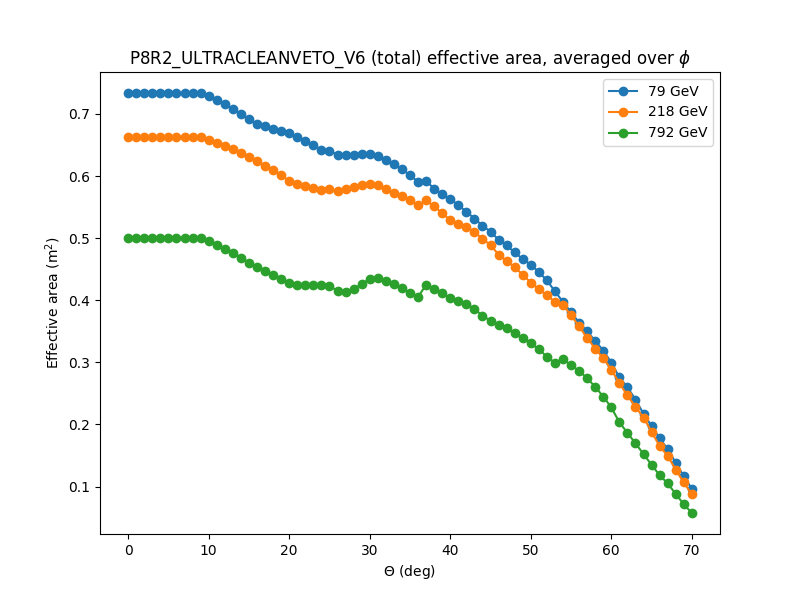 P8R2_ULTRACLEANVETO_V6 (total) effective area, averaged over ϕ
79 GeV
218 GeV
792 GeV
Effective area (m²)
0.7
0.6
0.5
0.4
0.3
0.2
0.1
0 10 20 30 40 50 60 70
Θ (deg)